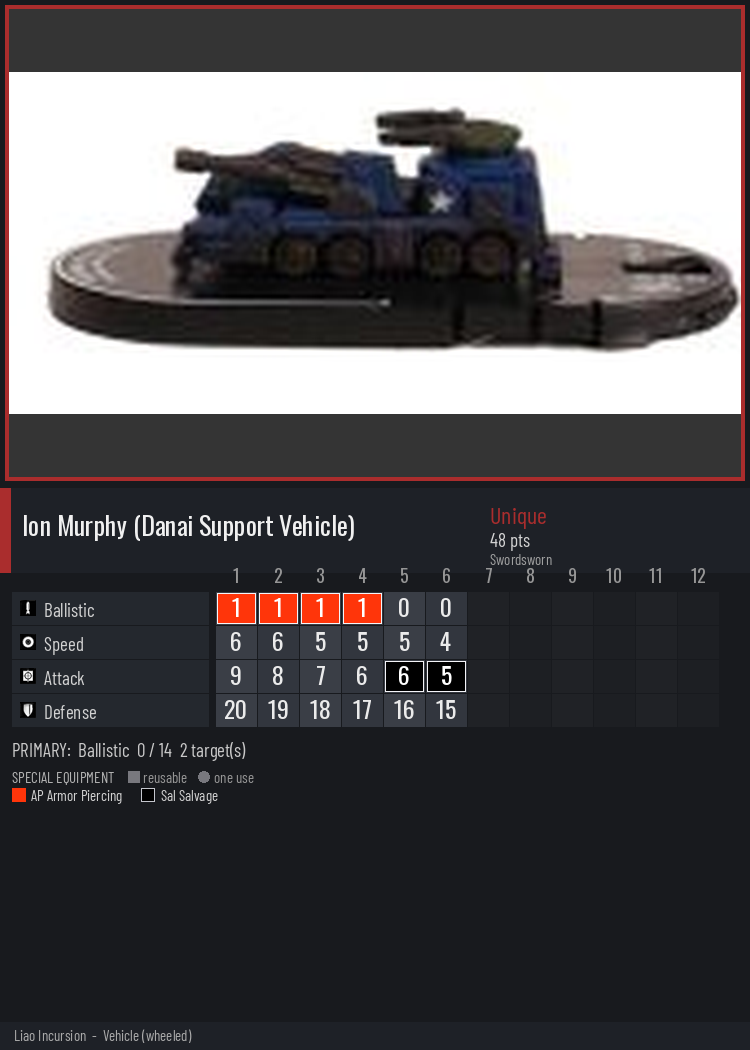 Ion Murphy (Danai Support Vehicle)
Unique
48 pts
Swordsworn
1 2 3 4 5 6 7 8 9 10 11 12
Ballistic 1 1 1 1 0 0
Speed 6 6 5 5 5 4
Attack 9 8 7 6 6 5
Defense 20 19 18 17 16 15
PRIMARY: Ballistic 0 / 14 2 target(s)
SPECIAL EQUIPMENT reusable one use
AP Armor Piercing Sal Salvage
Liao Incursion - Vehicle (wheeled)